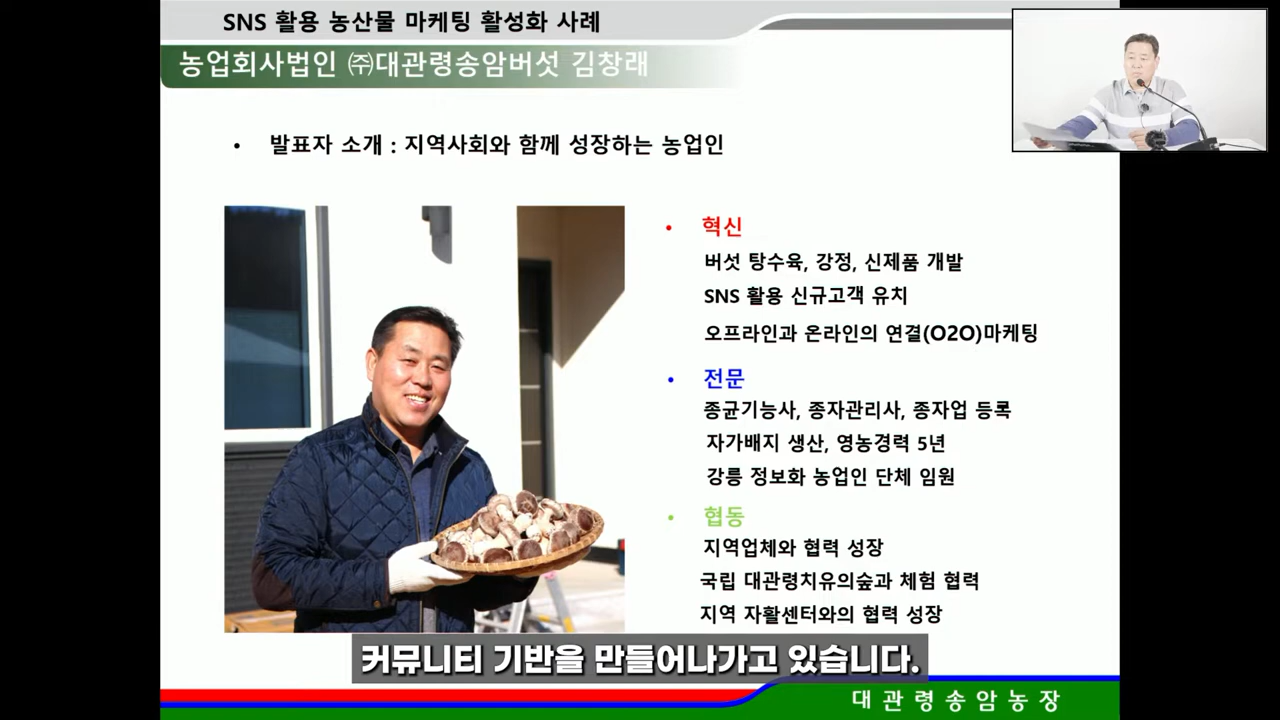 SNS 활용 농산물 마케팅 활성화 사례
농업회사법인 ㈜대관령송암버섯 김창래
• 발표자 소개 : 지역사회와 함께 성장하는 농업인
• 혁신
버섯 탕수육, 강정, 신제품 개발
SNS 활용 신규고객 유치
오프라인과 온라인의 연결(O2O)마케팅
• 전문
종균기능사, 종자관리사, 종자업 등록
자가배지 생산, 영농경력 5년
강릉 정보화 농업인 단체 임원
• 협동
지역업체와 협력 성장
국립 대관령치유의숲과 체험 협력
지역 자활센터와의 협력 성장
커뮤니티 기반을 만들어나가고 있습니다.
대관령송암농장